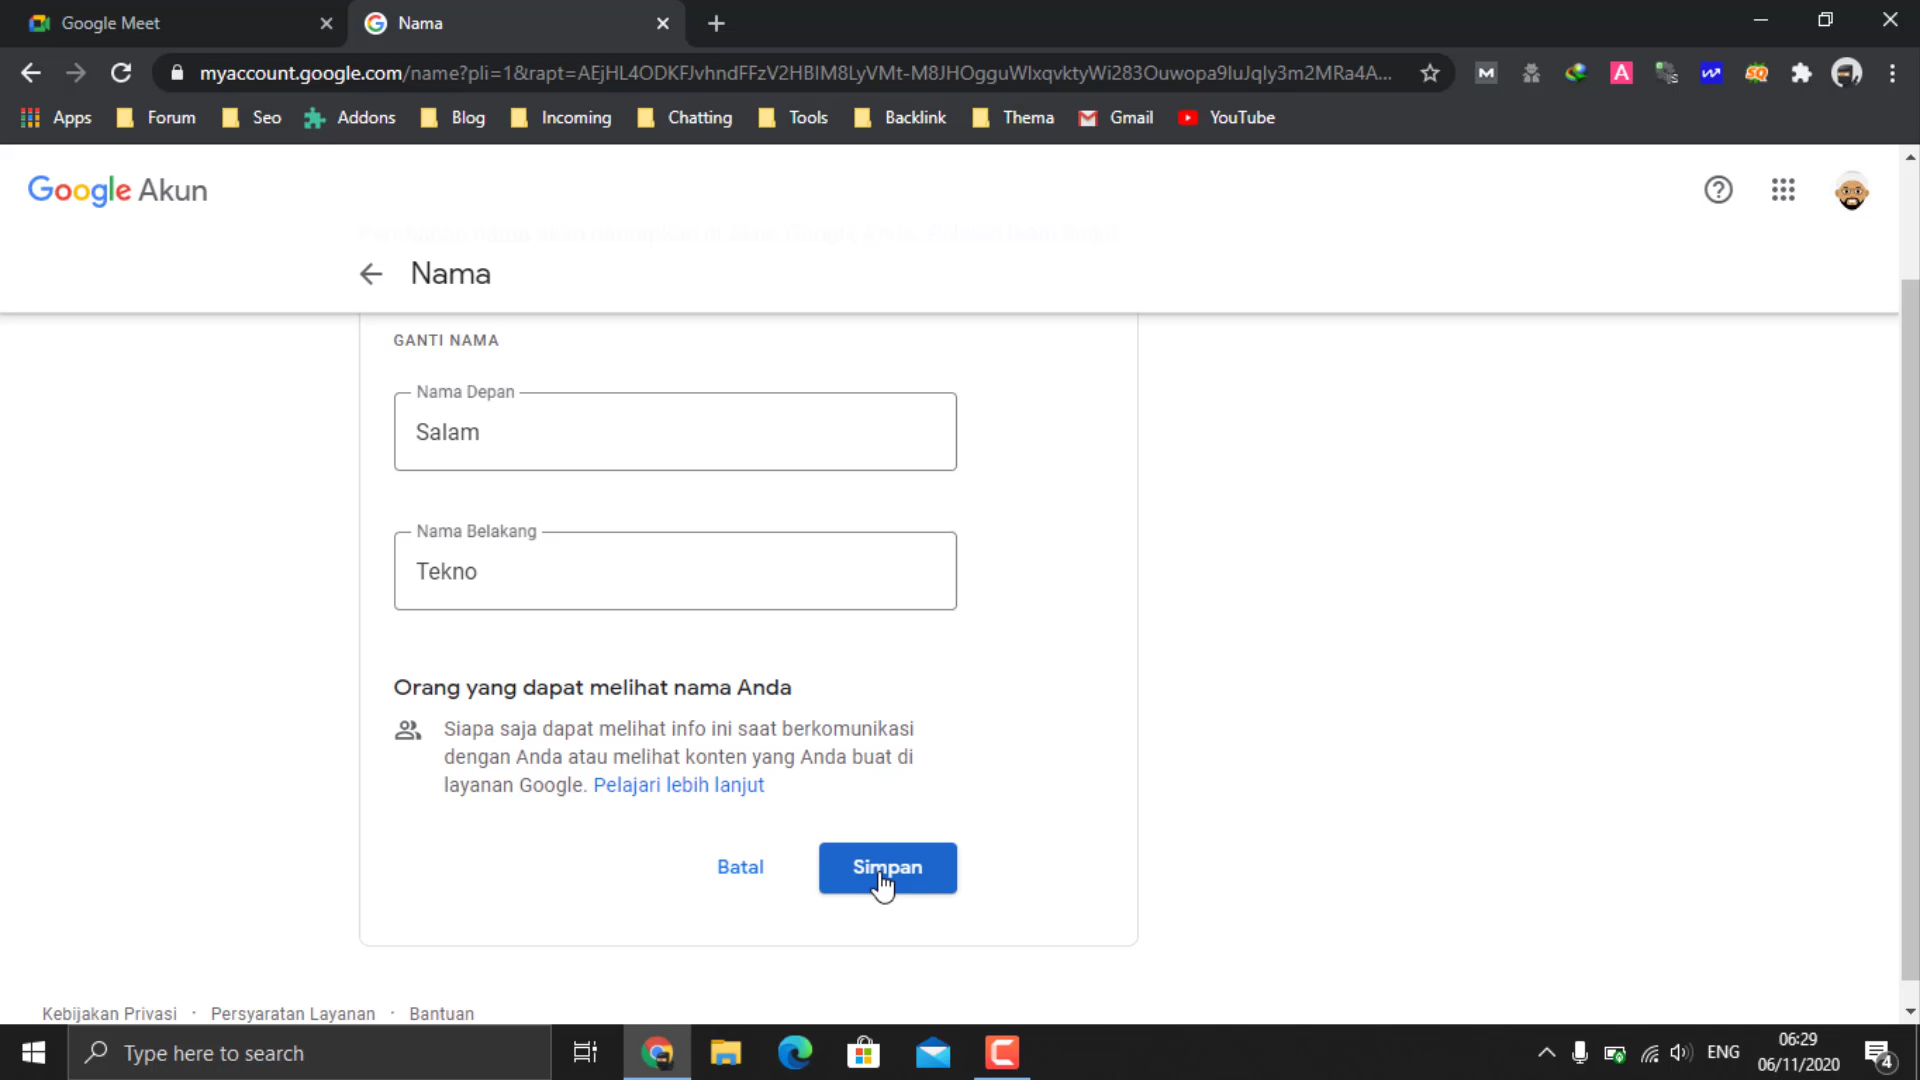 Google Meet
Nama
myaccount.google.com/name?pli=1&rapt=AEjHL4ODKFJvhndFFzV2HBIM8LyVMt-M8JHOgguWIxqvktyWi283Ouwopa9IuJqIy3m2MRa4A...
Apps Forum Seo Addons Blog Incoming Chatting Tools Backlink Thema Gmail YouTube
Google Akun
Nama
GANTI NAMA
Nama Depan
Salam
Nama Belakang
Tekno
Orang yang dapat melihat nama Anda
Siapa saja dapat melihat info ini saat berkomunikasi
dengan Anda atau melihat konten yang Anda buat di
layanan Google. Pelajari lebih lanjut
Batal
Simpan
Kebijakan Privasi · Persyaratan Layanan · Bantuan
Type here to search
ENG
06:29
06/11/2020
4